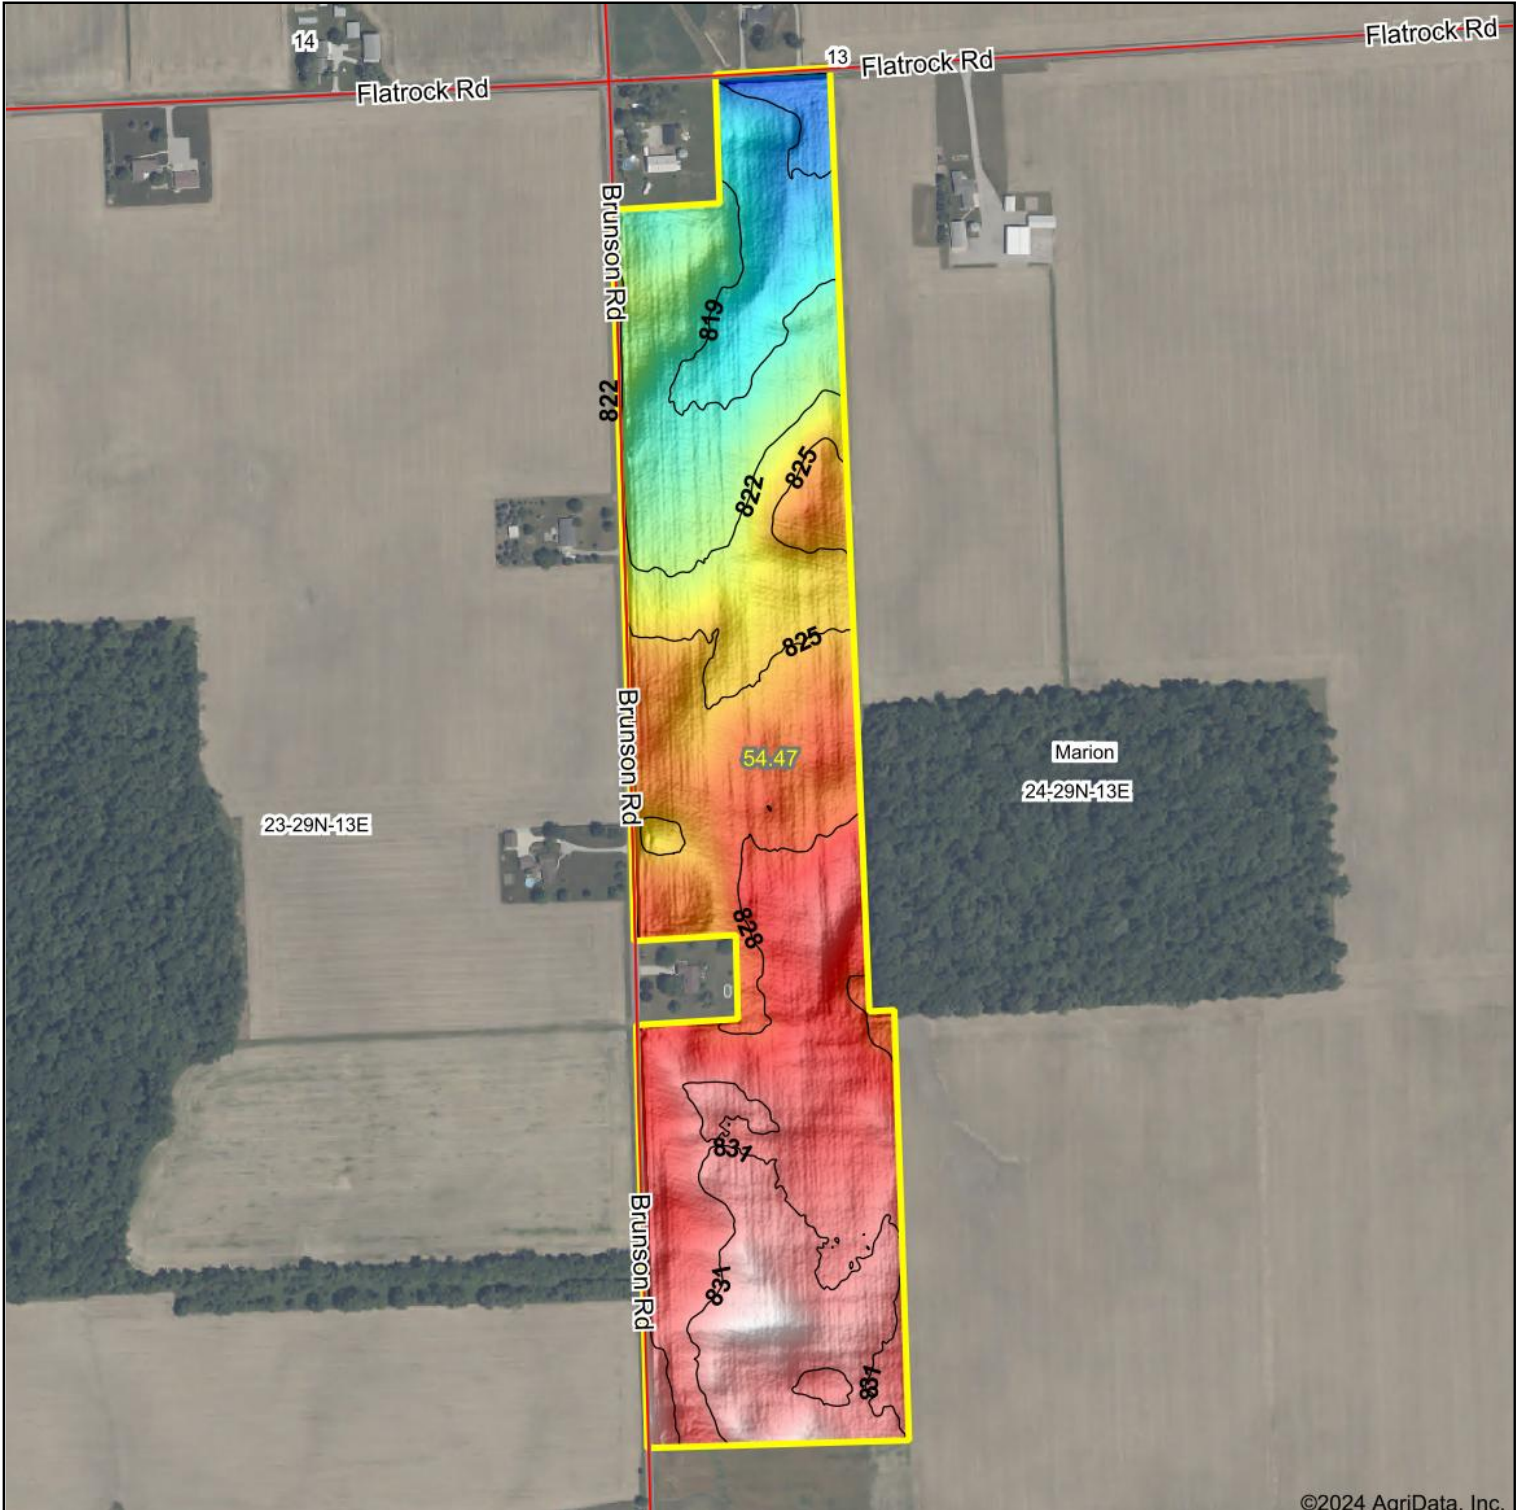 14
13
Flatrock Rd
Flatrock Rd
Flatrock Rd
Brunson Rd
819
822
825
822
825
Brunson Rd
54.47
Marion
24-29N-13E
23-29N-13E
828
0
831
Brunson Rd
831
831
©2024 AgriData, Inc.